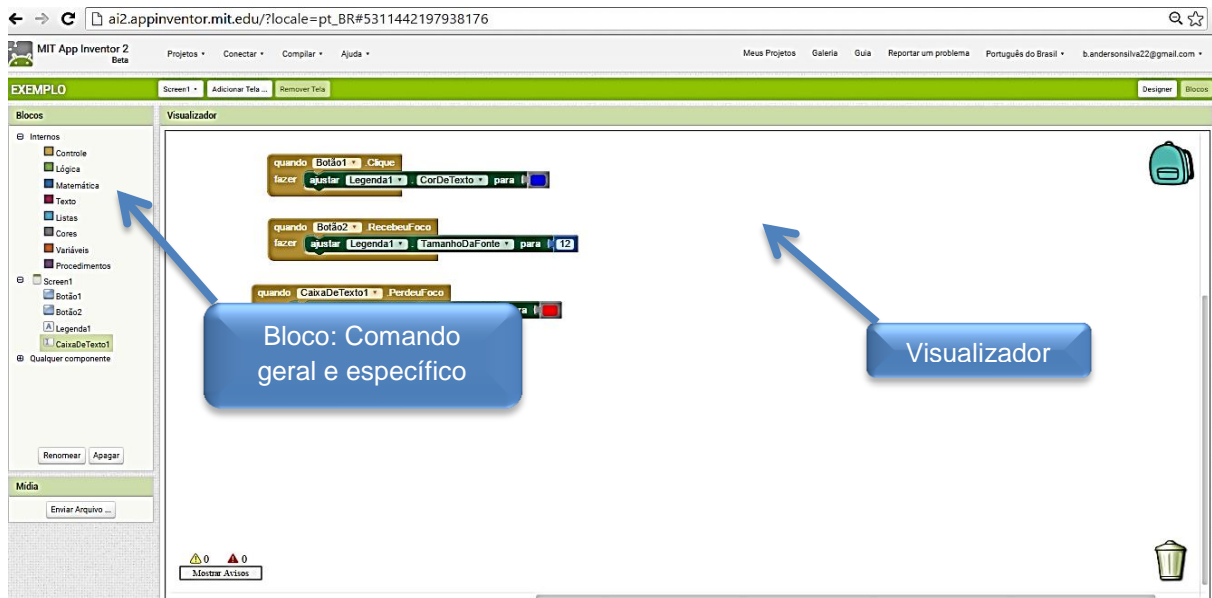 ai2.appinventor.mit.edu/?locale=pt_BR#5311442197938176
MIT App Inventor 2
Beta
Projetos Conectar Compilar Ajuda
Meus Projetos Galeria Guia Reportar um problema Português do Brasil b.andersonsilva22@gmail.com
EXEMPLO
Screen1 Adicionar Tela ... Remover Tela
Designer Blocos
Blocos
Visualizador
Internos
Controle
Lógica
Matemática
Texto
Listas
Cores
Variáveis
Procedimentos
Screen1
Botão1
Botão2
Legenda1
CaixaDeTexto1
Qualquer componente
Renomear Apagar
Mídia
Enviar Arquivo ...
quando Botão1 .Clique
fazer ajustar Legenda1 . CorDeTexto para
quando Botão2 .RecebeuFoco
fazer ajustar Legenda1 . TamanhoDaFonte para 12
quando CaixaDeTexto1 .PerdeuFoco
Bloco: Comando
geral e específico
Visualizador
0 0
Mostrar Avisos